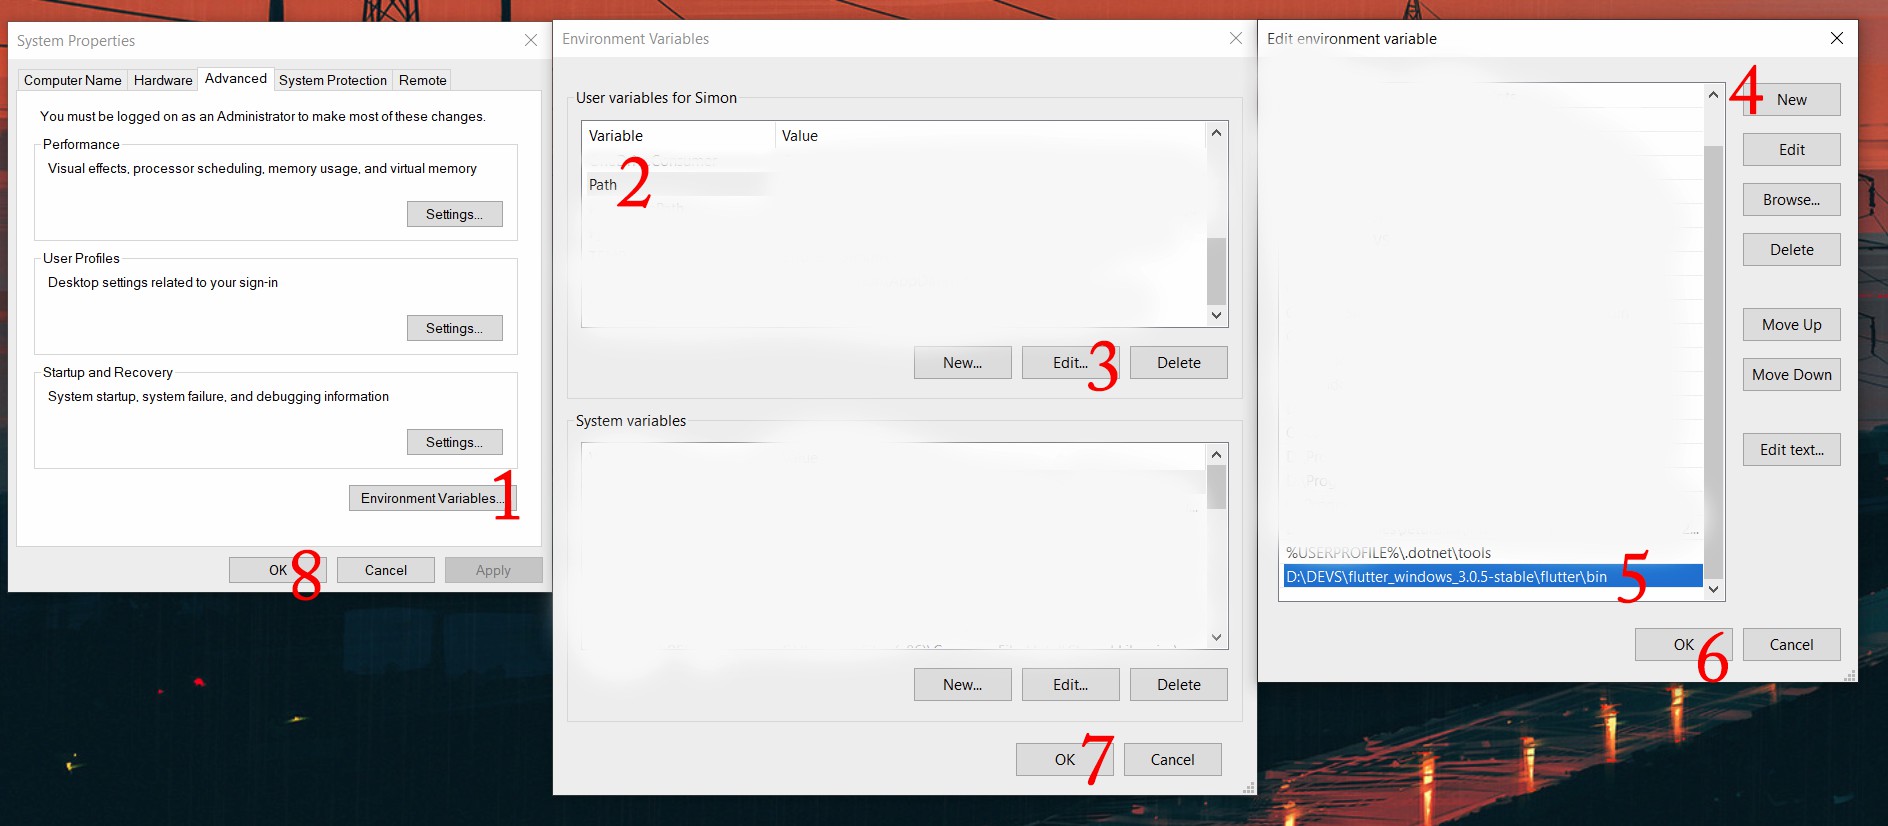 System Properties
Computer Name Hardware Advanced System Protection Remote
You must be logged on as an Administrator to make most of these changes.
Performance
Visual effects, processor scheduling, memory usage, and virtual memory
Settings...
User Profiles
Desktop settings related to your sign-in
Settings...
Startup and Recovery
System startup, system failure, and debugging information
Settings...
Environment Variables... 1
OK 8 Cancel Apply
Environment Variables
User variables for Simon
Variable Value
Path 2
New... Edit... 3 Delete
System variables
New... Edit... Delete
OK 7 Cancel
Edit environment variable
4 New
Edit
Browse...
Delete
Move Up
Move Down
Edit text...
%USERPROFILE%\.dotnet\tools
D:\DEVS\flutter_windows_3.0.5-stable\flutter\bin 5
OK 6 Cancel